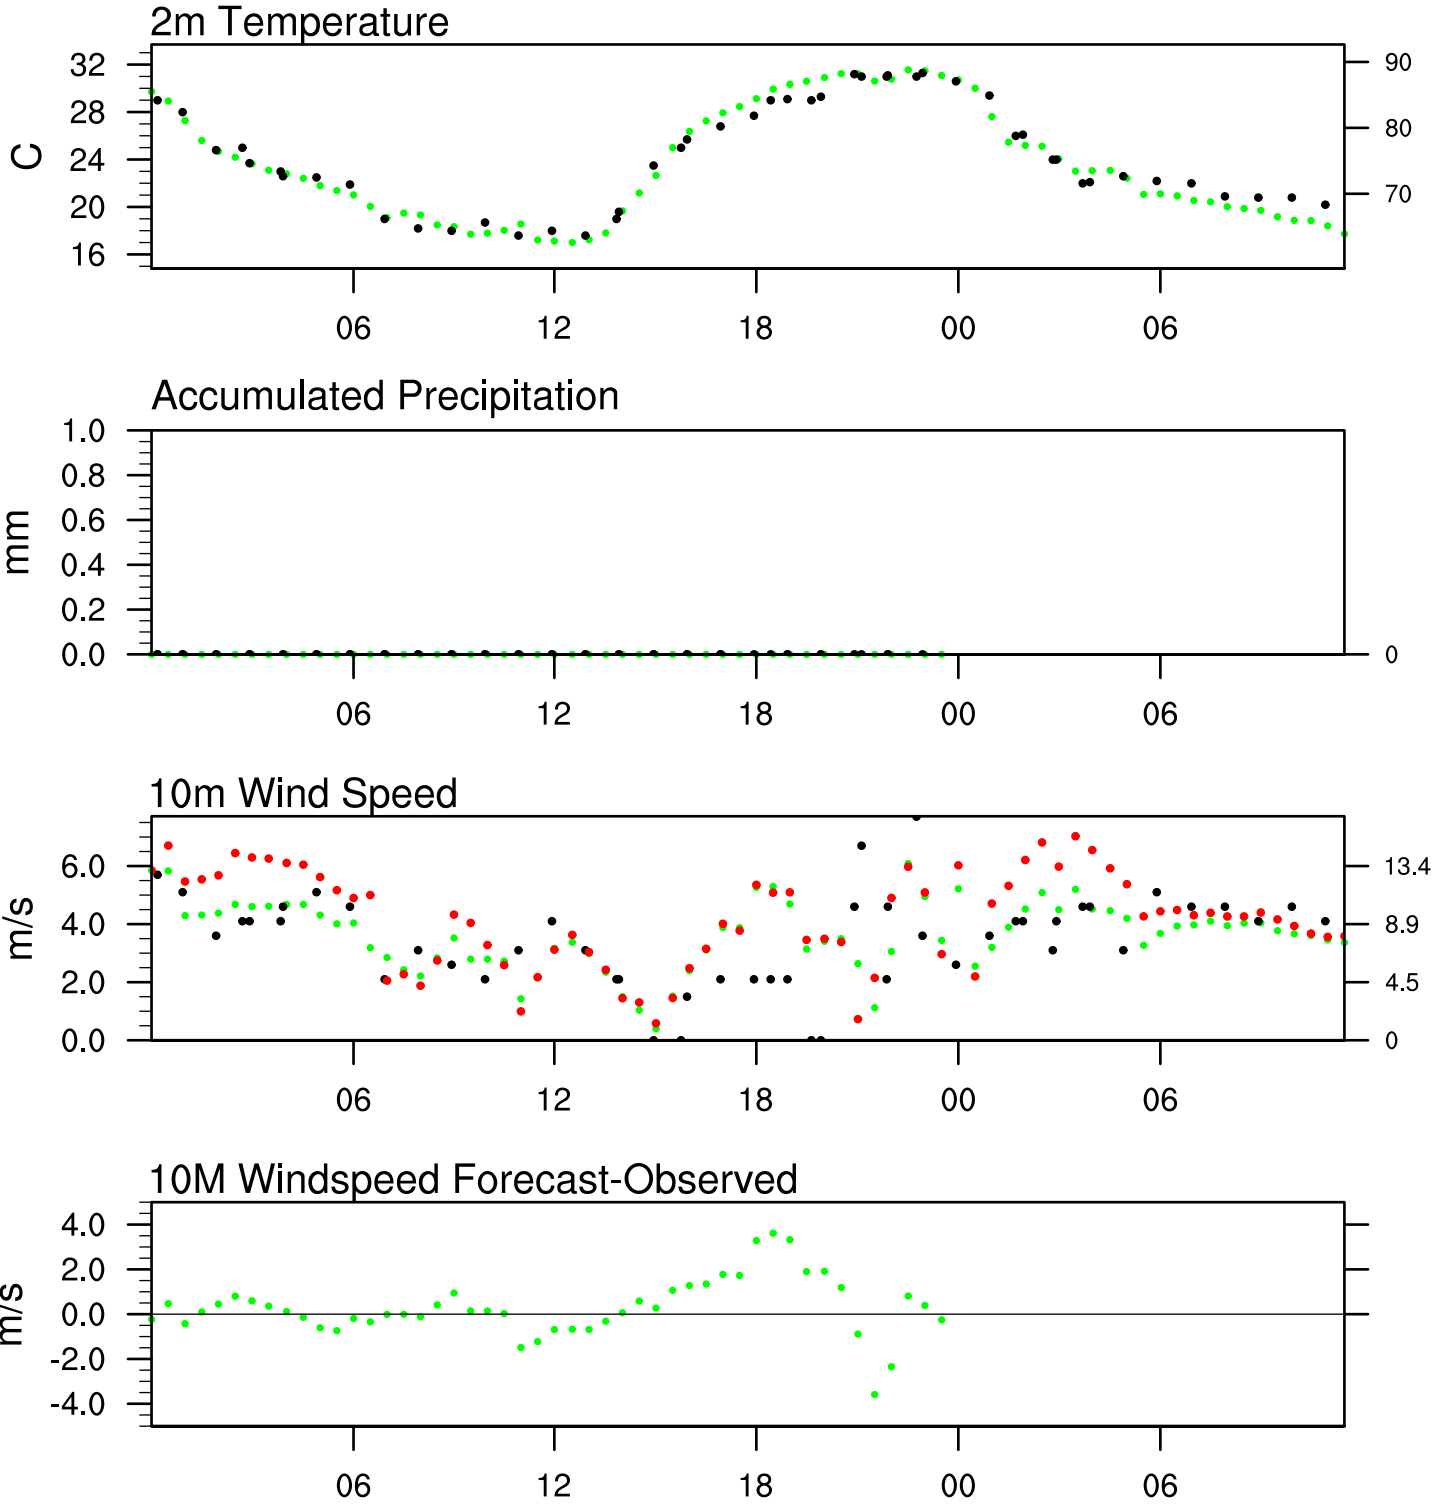 2m Temperature
32
28
24
20
16
C
90
80
70
06 12 18 00 06
Accumulated Precipitation
1.0
0.8
0.6
0.4
0.2
0.0
mm
0
06 12 18 00 06
10m Wind Speed
6.0
4.0
2.0
0.0
m/s
13.4
8.9
4.5
0
06 12 18 00 06
10M Windspeed Forecast-Observed
4.0
2.0
0.0
-2.0
-4.0
m/s
06 12 18 00 06